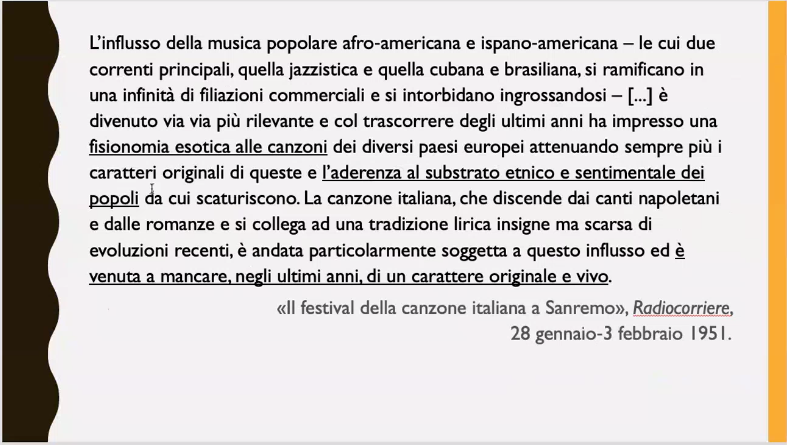 L’influsso della musica popolare afro-americana e ispano-americana – le cui due
correnti principali, quella jazzistica e quella cubana e brasiliana, si ramificano in
una infinità di filiazioni commerciali e si intorbidano ingrossandosi – [...] è
divenuto via via più rilevante e col trascorrere degli ultimi anni ha impresso una
fisionomia esotica alle canzoni dei diversi paesi europei attenuando sempre più i
caratteri originali di queste e l’aderenza al substrato etnico e sentimentale dei
popoli da cui scaturiscono. La canzone italiana, che discende dai canti napoletani
e dalle romanze e si collega ad una tradizione lirica insigne ma scarsa di
evoluzioni recenti, è andata particolarmente soggetta a questo influsso ed è
venuta a mancare, negli ultimi anni, di un carattere originale e vivo.
«Il festival della canzone italiana a Sanremo», Radiocorriere,
28 gennaio-3 febbraio 1951.